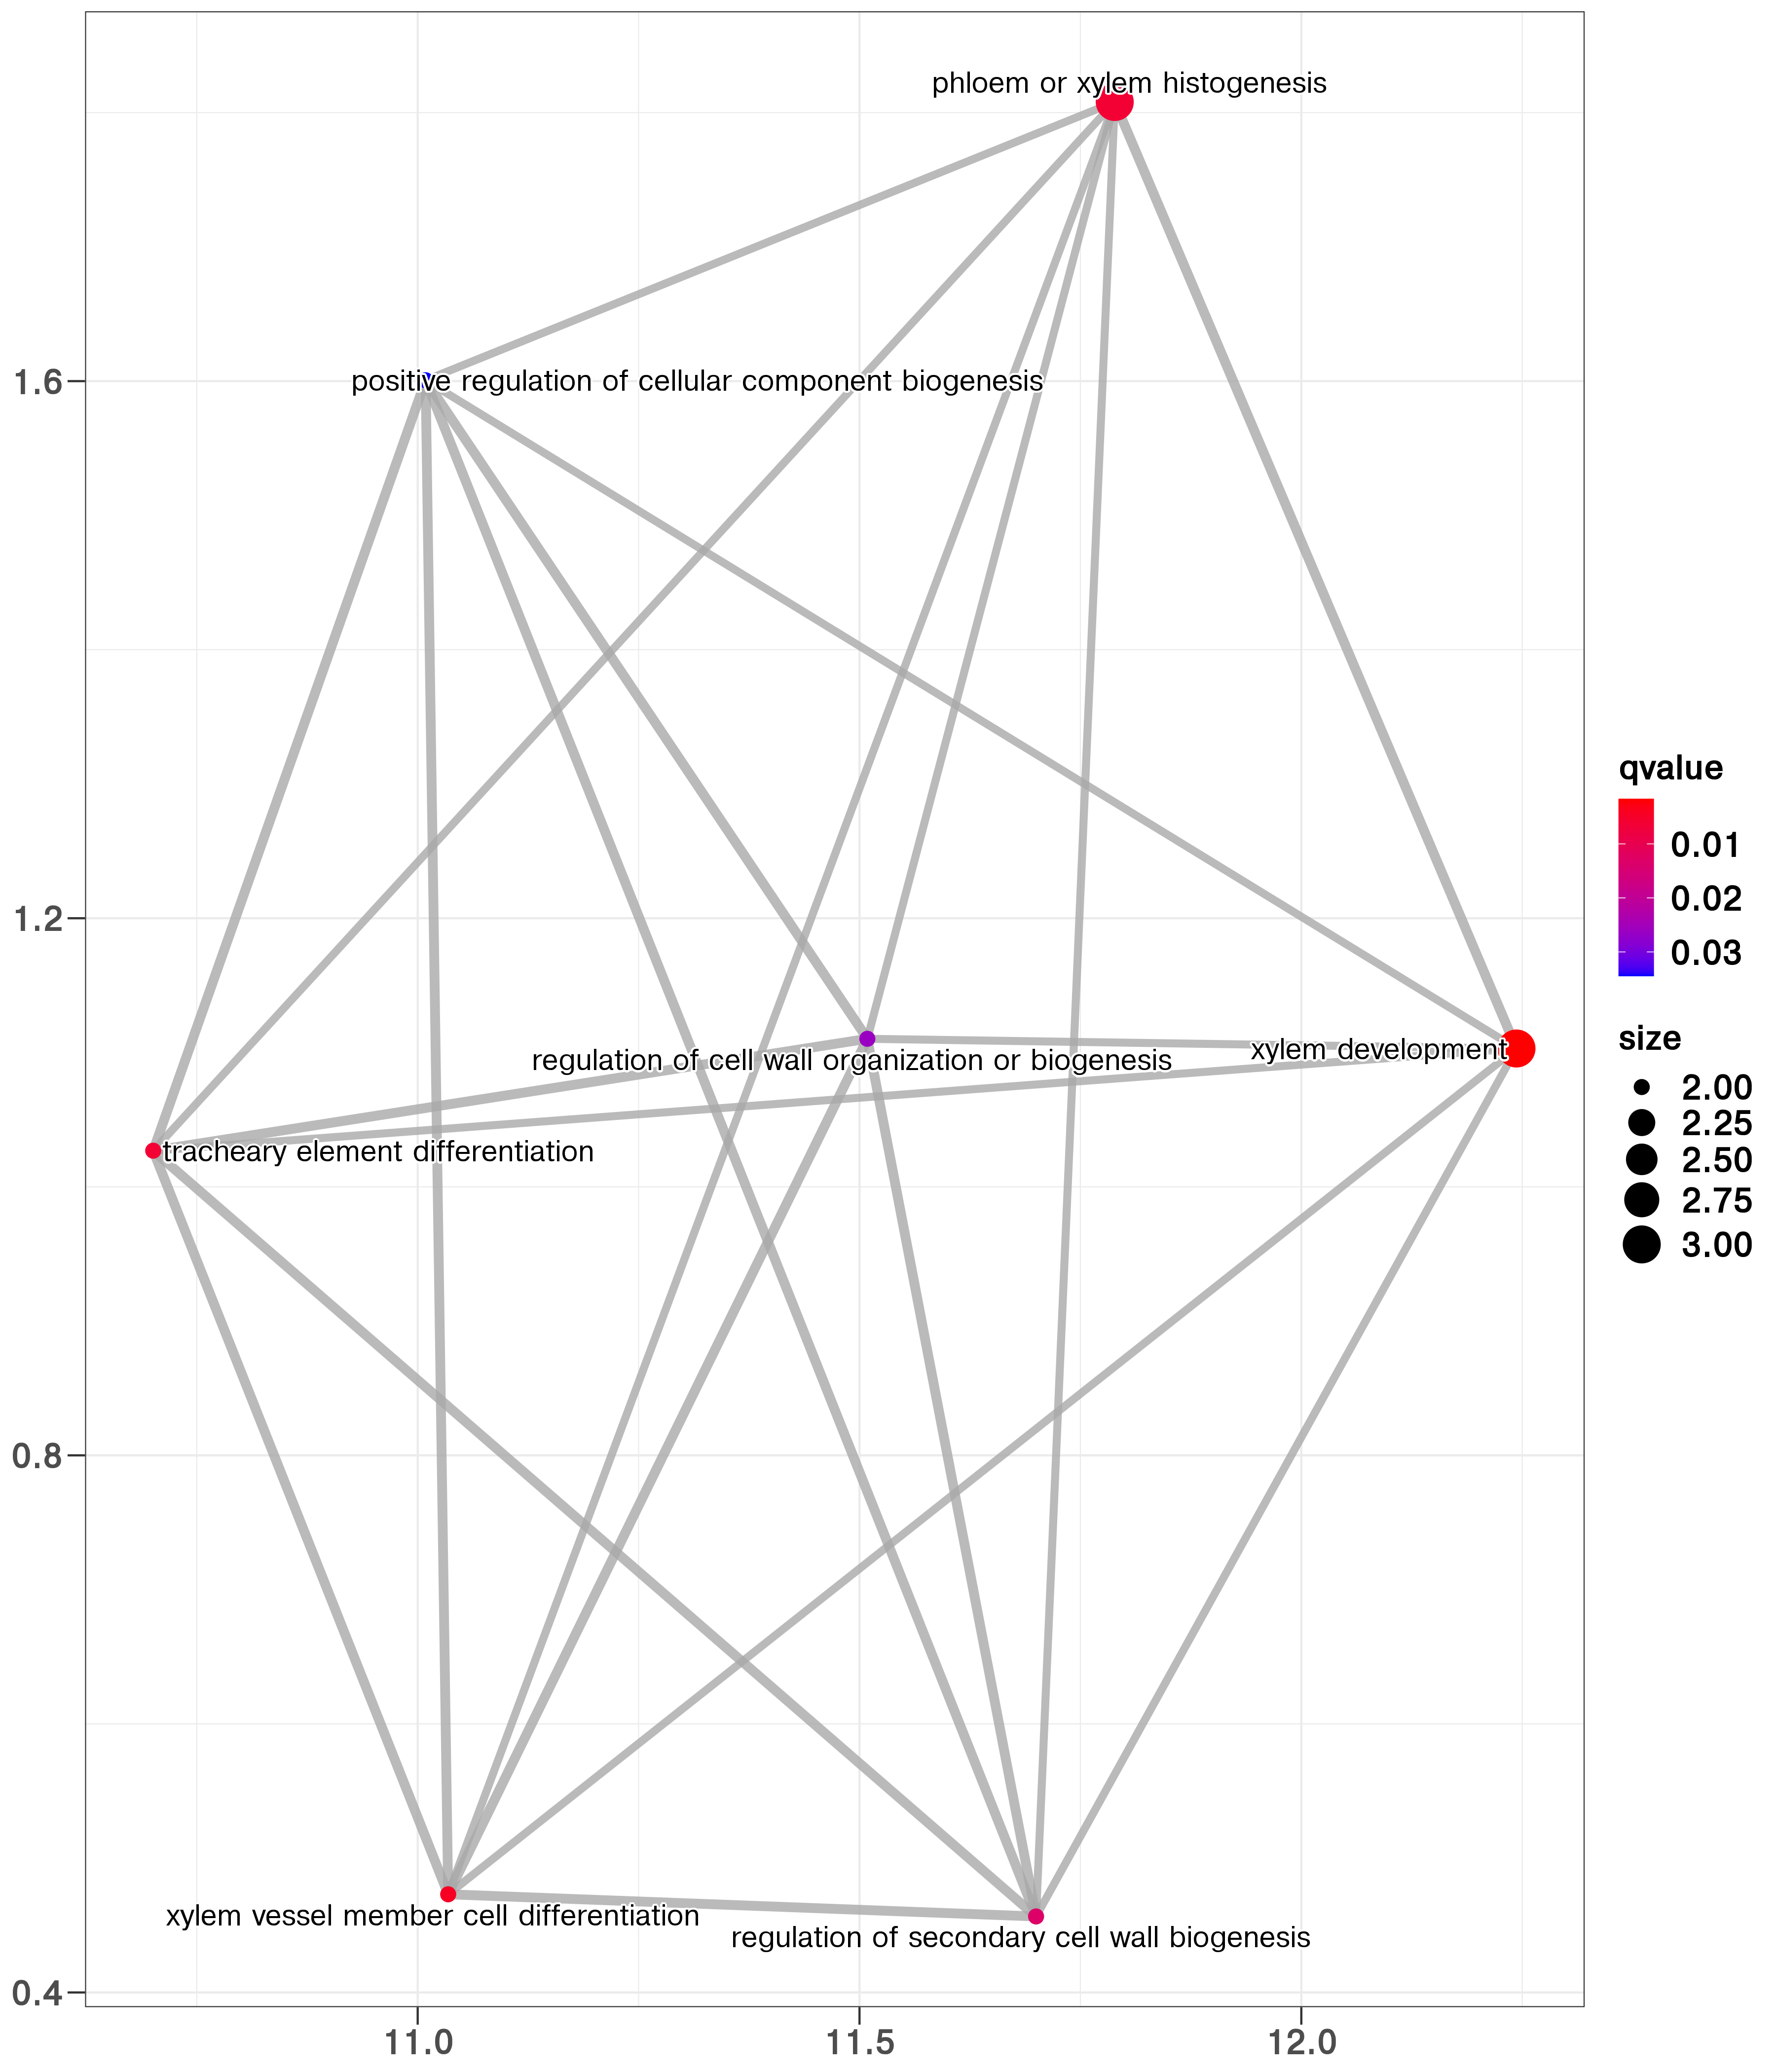 phloem or xylem histogenesis
1.6
positive regulation of cellular component biogenesis
qvalue
0.01
0.02
0.03
1.2
size
2.00
2.25
2.50
2.75
3.00
xylem development
regulation of cell wall organization or biogenesis
tracheary element differentiation
0.8
xylem vessel member cell differentiation
regulation of secondary cell wall biogenesis
0.4
11.0
11.5
12.0